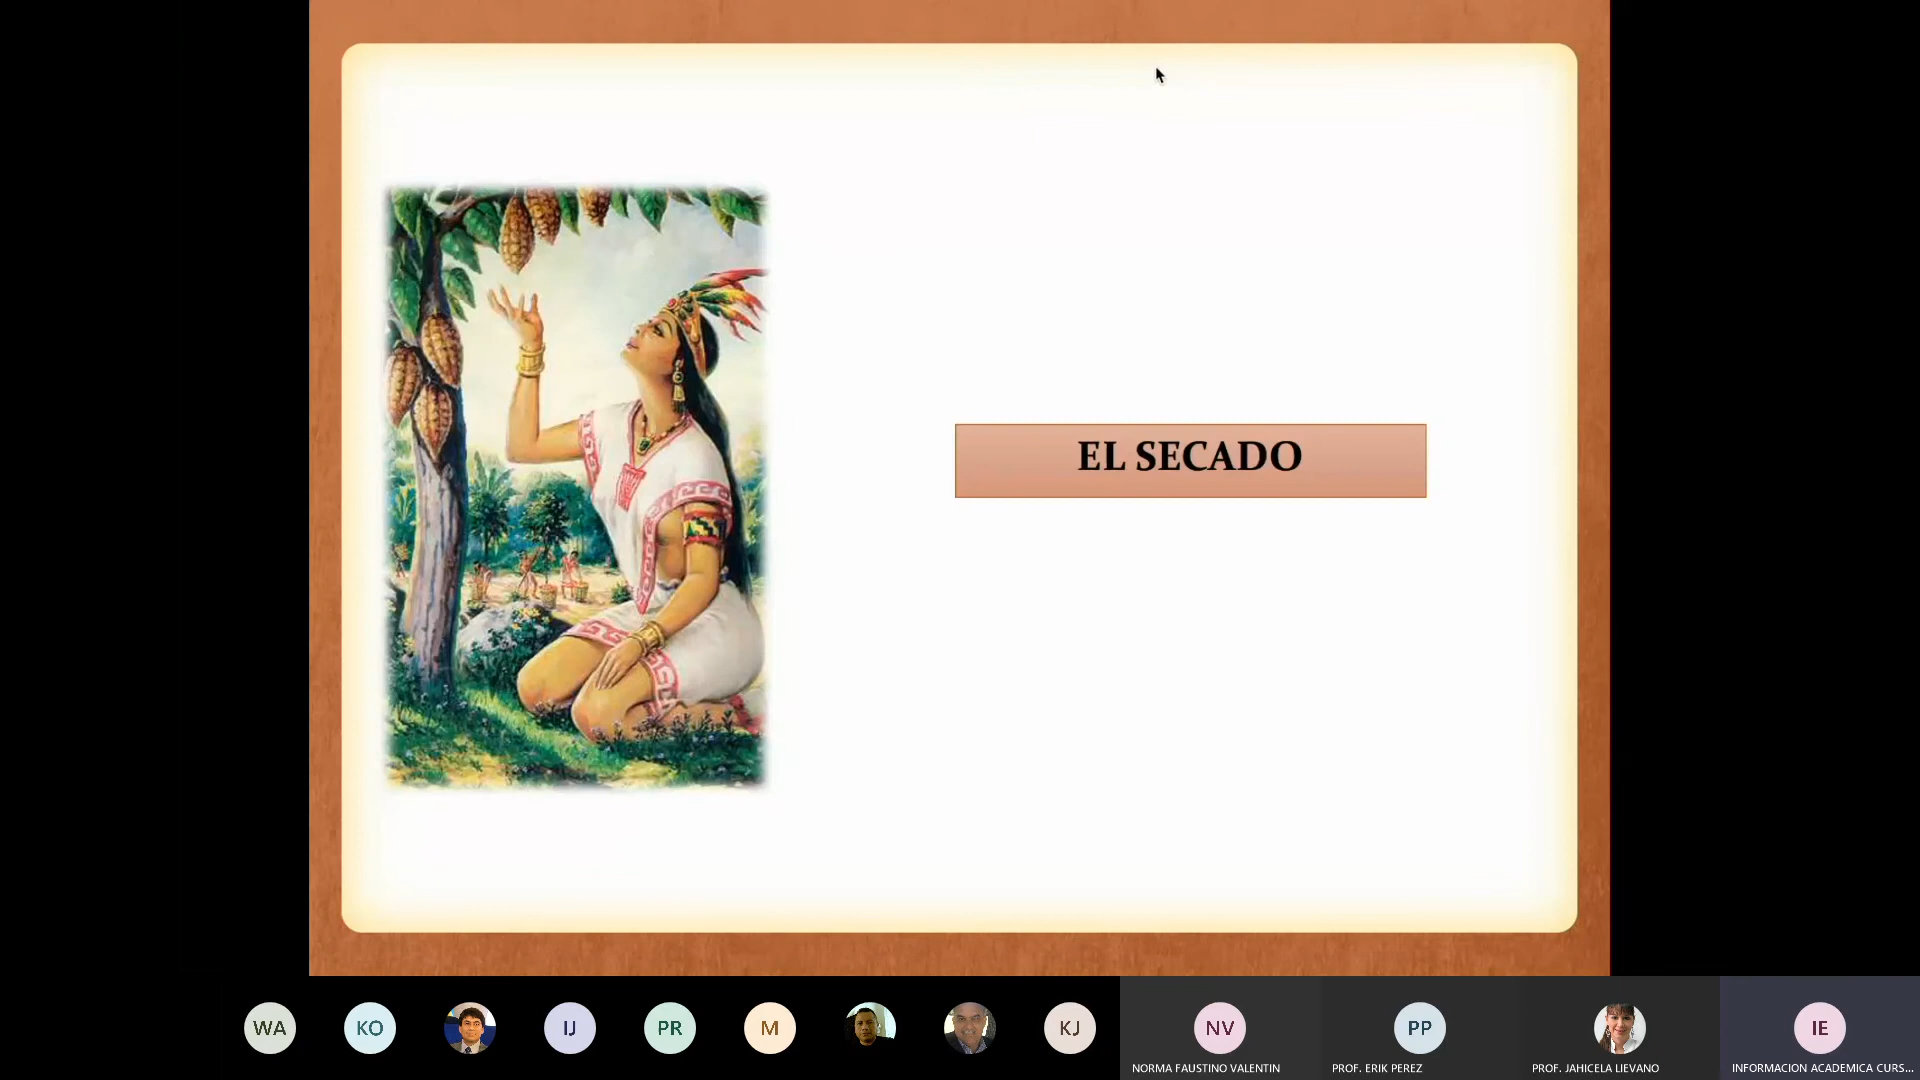 EL SECADO
WA
KO
IJ
PR
M
KJ
NV
PP
IE
NORMA FAUSTINO VALENTIN
PROF. ERIK PEREZ
PROF. JAHICELA LIEVANO
INFORMACION ACADEMICA CURS...